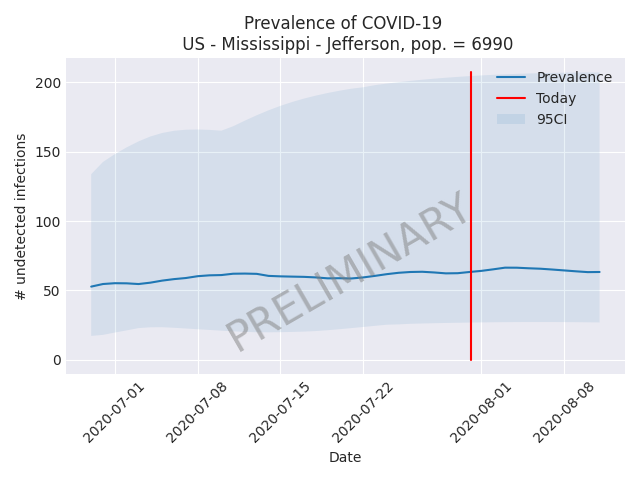 Prevalence of COVID-19
US - Mississippi - Jefferson, pop. = 6990
200
150
100
50
0
# undetected infections
Prevalence
Today
95CI
PRELIMINARY
2020-07-01
2020-07-08
2020-07-15
2020-07-22
2020-08-01
2020-08-08
Date